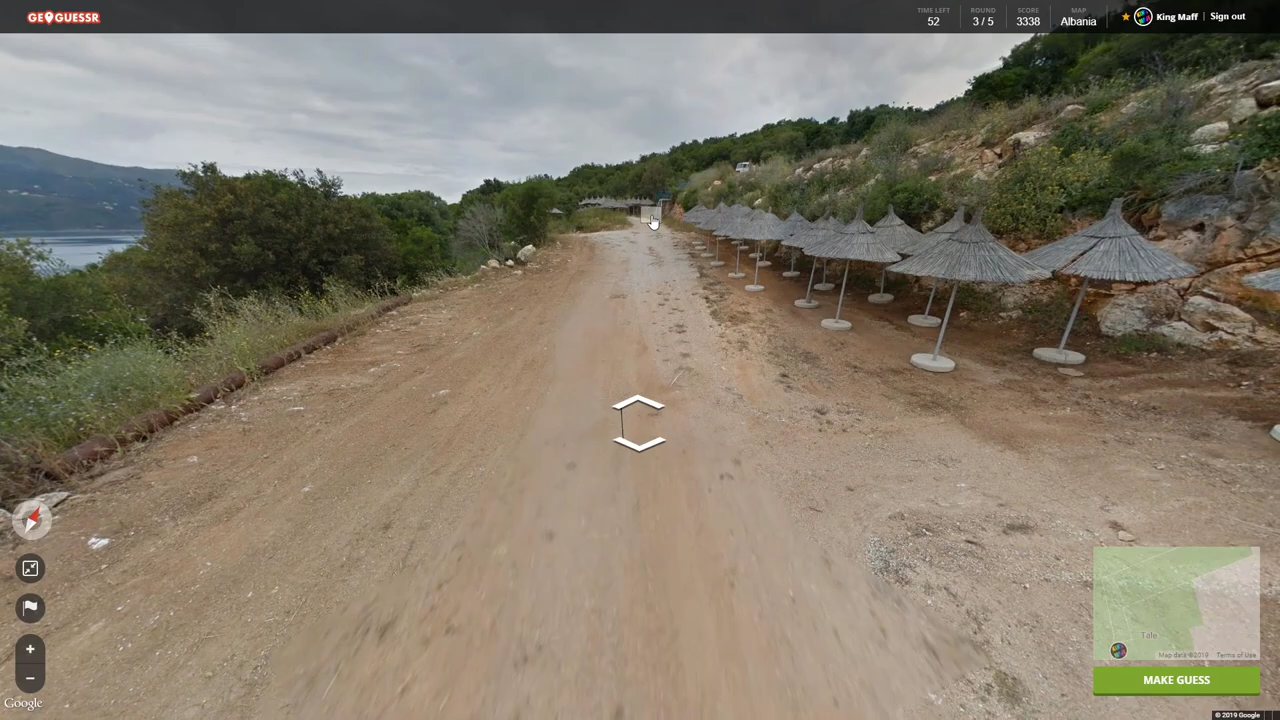 GEOGUESSR
TIME LEFT
52
ROUND
3 / 5
SCORE
3338
MAP
Albania
King Maff
Sign out
Tale
Map data ©2019
Terms of Use
MAKE GUESS
Google
© 2019 Google